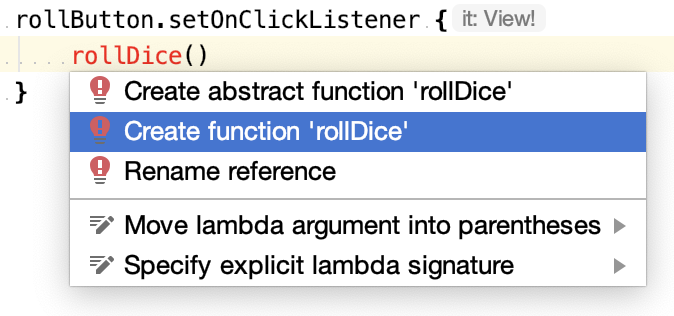 rollButton.setOnClickListener { it: View!
rollDice()
}
Create abstract function 'rollDice'
Create function 'rollDice'
Rename reference
Move lambda argument into parentheses
Specify explicit lambda signature